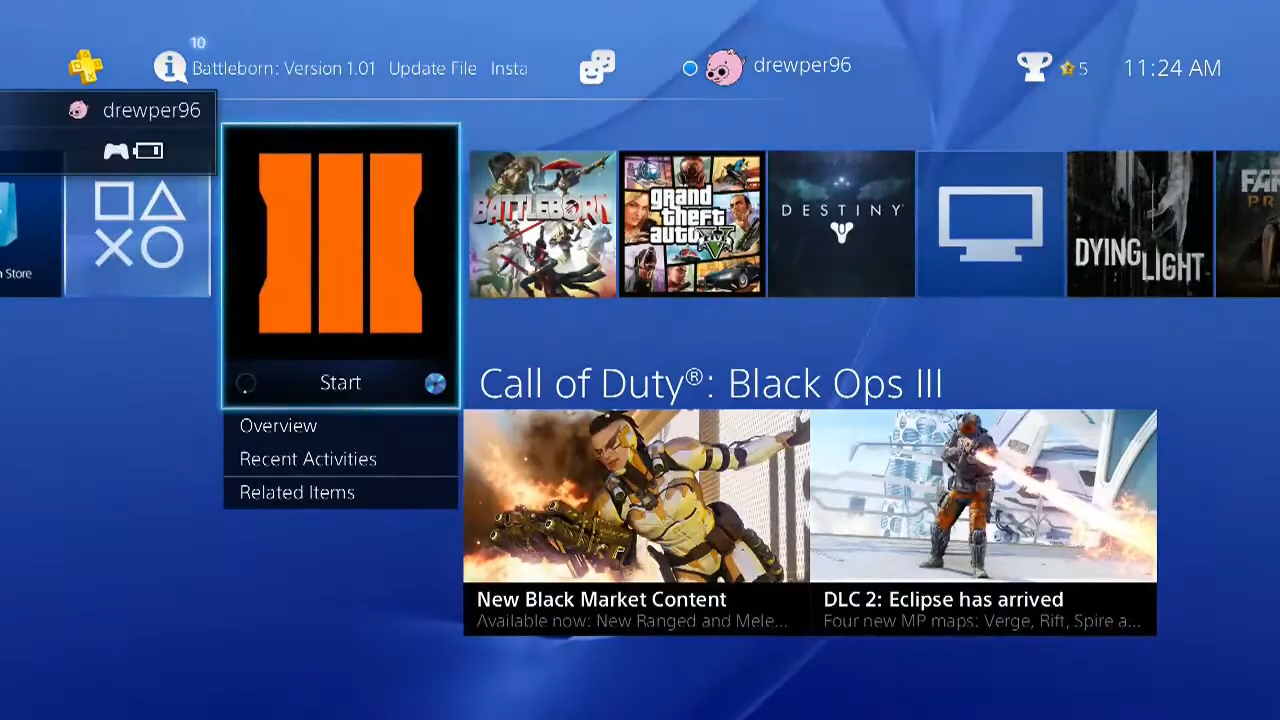 10
Battleborn: Version 1.01 Update File Insta
drewper96
5
11:24 AM
drewper96
n Store
BATTLEBORN
grand
theft
auto
V
DESTINY
DYING LIGHT
FAR
PR
Start
Call of Duty®: Black Ops III
Overview
Recent Activities
Related Items
New Black Market Content
Available now: New Ranged and Mele...
DLC 2: Eclipse has arrived
Four new MP maps: Verge, Rift, Spire a...